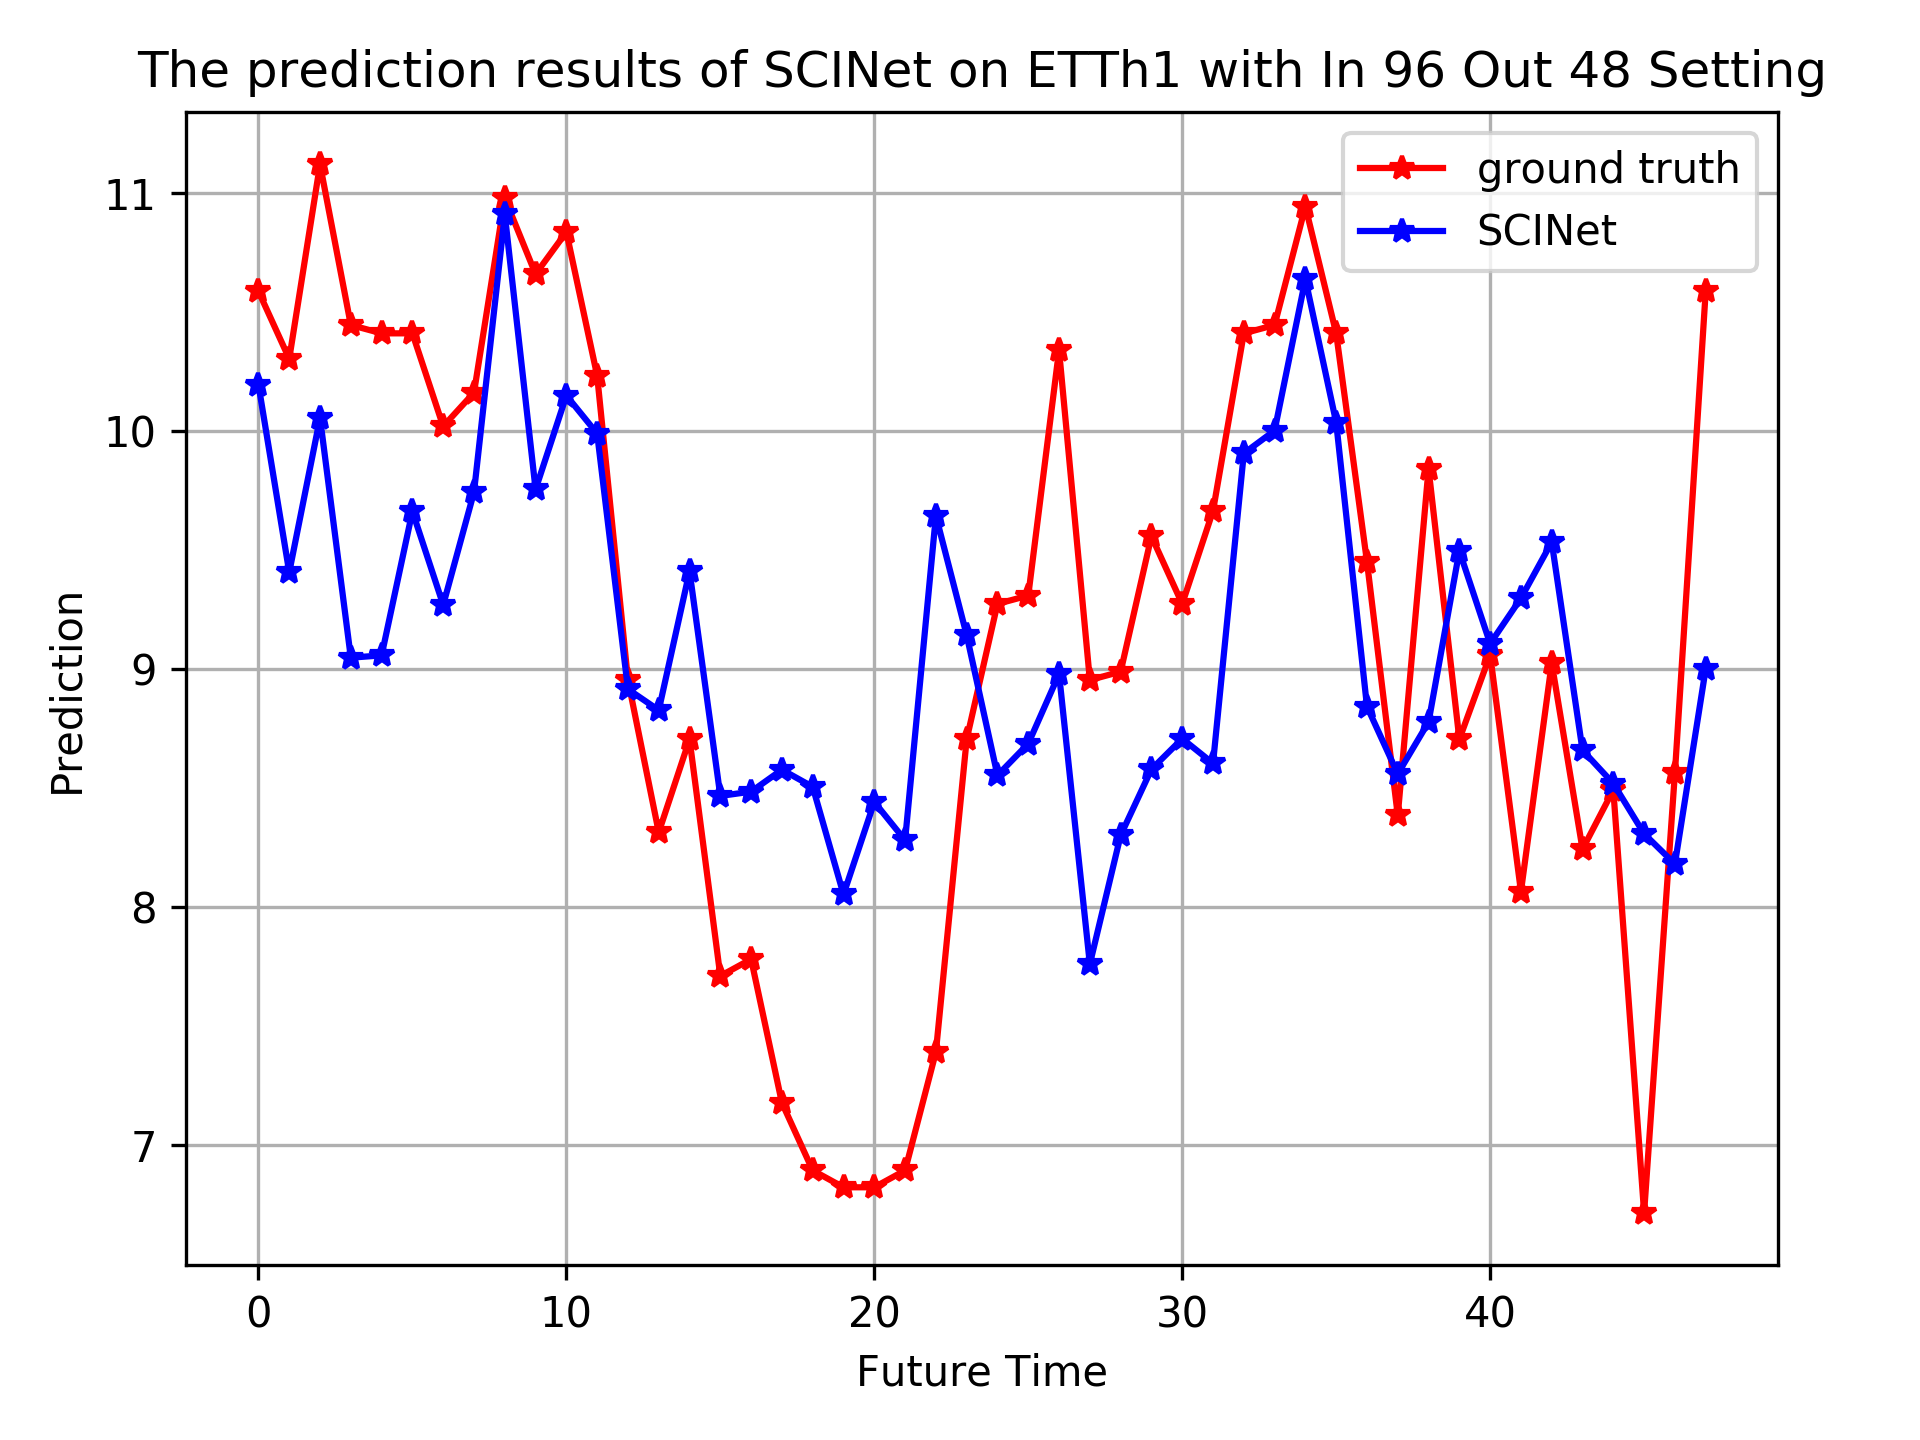 The prediction results of SCINet on ETTh1 with In 96 Out 48 Setting
ground truth
SCINet
11
10
9
8
7
Prediction
0 10 20 30 40
Future Time